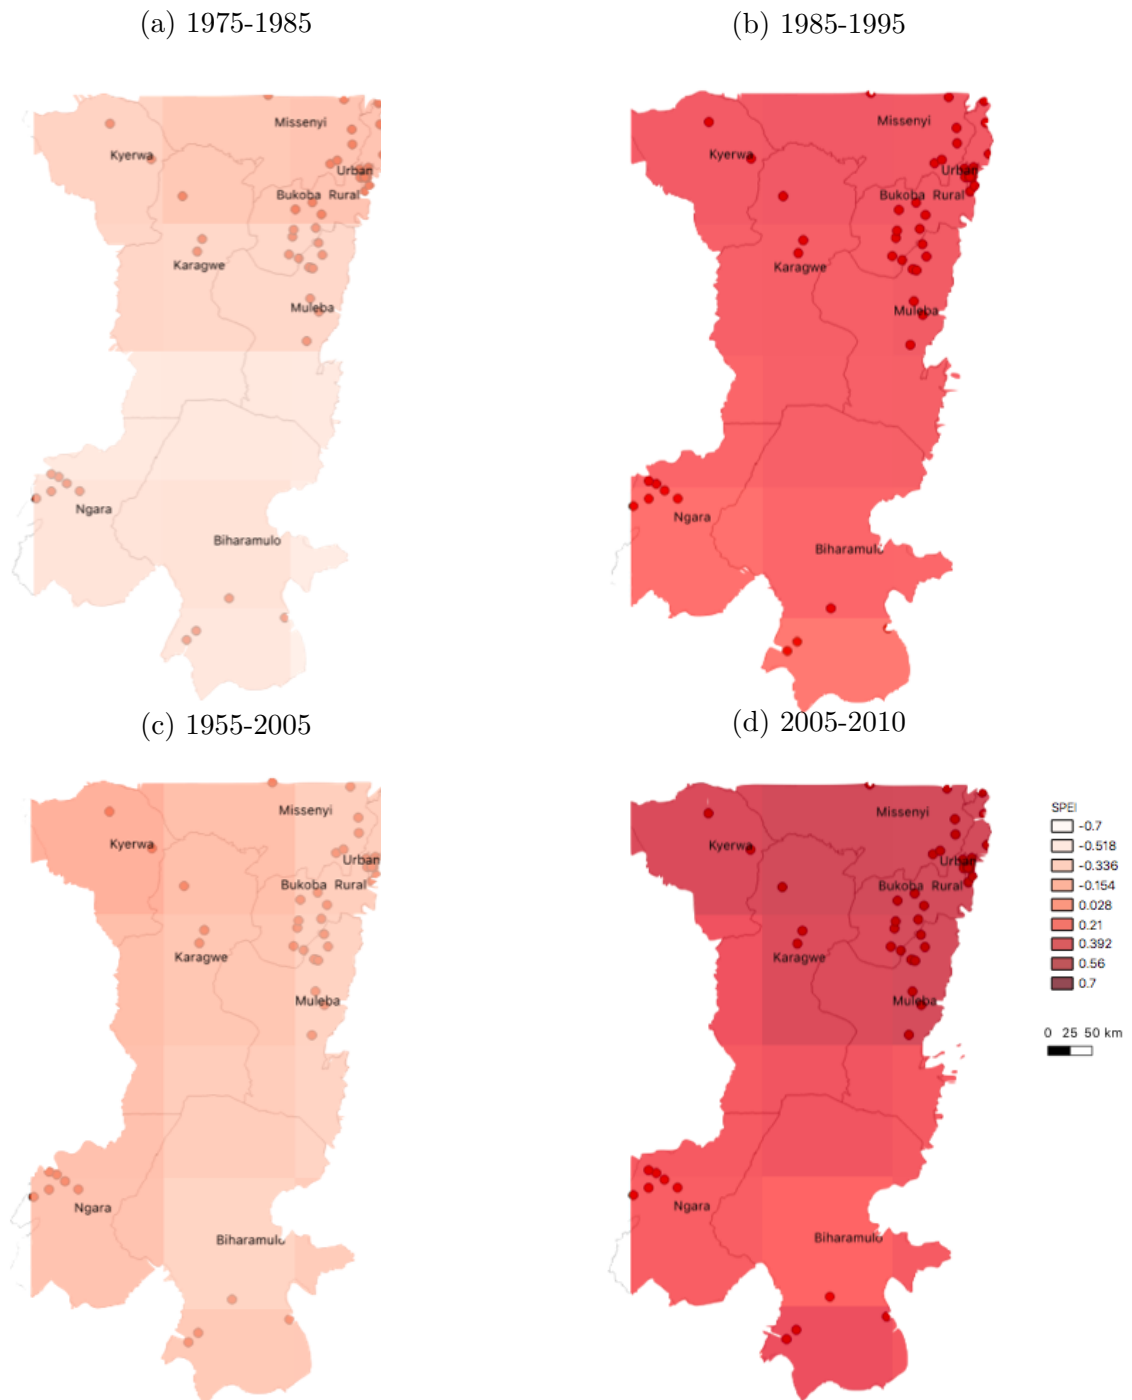 (a) 1975-1985
(b) 1985-1995
Missenyi
Kyerwa
Urban
Bukoba Rural
Karagwe
Muleba
Ngara
Biharamulo
Missenyi
Kyerwa
Urban
Bukoba Rural
Karagwe
Muleba
Ngara
Biharamulo
(c) 1955-2005
(d) 2005-2010
Missenyi
Kyerwa
Urban
Bukoba Rural
Karagwe
Muleba
Ngara
Biharamulo
Missenyi
Kyerwa
Urban
Bukoba Rural
Karagwe
Muleba
Ngara
Biharamulo
SPEI
-0.7
-0.518
-0.336
-0.154
0.028
0.21
0.392
0.56
0.7
0 25 50 km